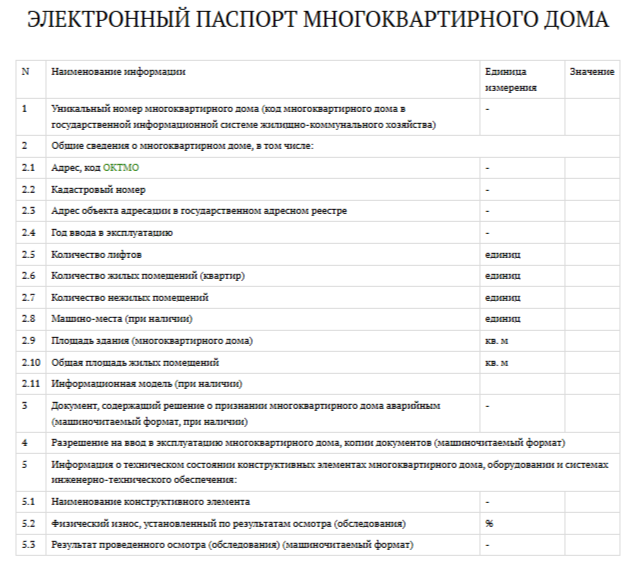 ЭЛЕКТРОННЫЙ ПАСПОРТ МНОГОКВАРТИРНОГО ДОМА
N Наименование информации Единица измерения Значение
1 Уникальный номер многоквартирного дома (код многоквартирного дома в -
государственной информационной системе жилищно-коммунального хозяйства)
2 Общие сведения о многоквартирном доме, в том числе:
2.1 Адрес, код ОКТМО -
2.2 Кадастровый номер -
2.3 Адрес объекта адресации в государственном адресном реестре -
2.4 Год ввода в эксплуатацию -
2.5 Количество лифтов единиц
2.6 Количество жилых помещений (квартир) единиц
2.7 Количество нежилых помещений единиц
2.8 Машино-места (при наличии) единиц
2.9 Площадь здания (многоквартирного дома) кв. м
2.10 Общая площадь жилых помещений кв. м
2.11 Информационная модель (при наличии)
3 Документ, содержащий решение о признании многоквартирного дома аварийным -
(машиночитаемый формат, при наличии)
4 Разрешение на ввод в эксплуатацию многоквартирного дома, копии документов (машиночитаемый формат)
5 Информация о техническом состоянии конструктивных элементах многоквартирного дома, оборудовании и системах
инженерно-технического обеспечения:
5.1 Наименование конструктивного элемента -
5.2 Физический износ, установленный по результатам осмотра (обследования) %
5.3 Результат проведенного осмотра (обследования) (машиночитаемый формат) -